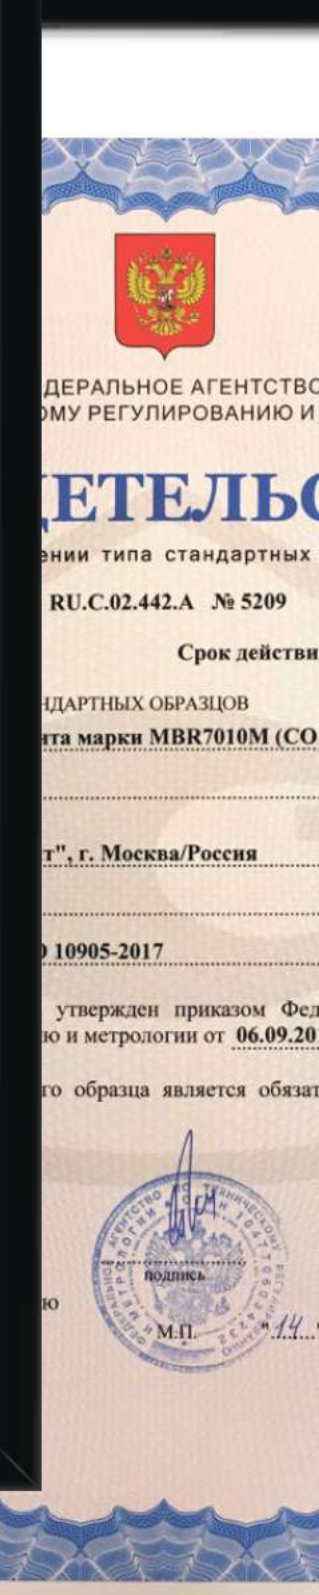 ДЕРАЛЬНОЕ АГЕНТСТВО
ОМУ РЕГУЛИРОВАНИЮ И
ДЕТЕЛЬС
ении типа стандартных
RU.C.02.442.A № 5209
Срок действи
НДАРТНЫХ ОБРАЗЦОВ
нта марки MBR7010M (СО
т", г. Москва/Россия
О 10905-2017
утвержден приказом Фед
ю и метрологии от 06.09.201
го образца является обязат
подпись
ю
М.П. "14"